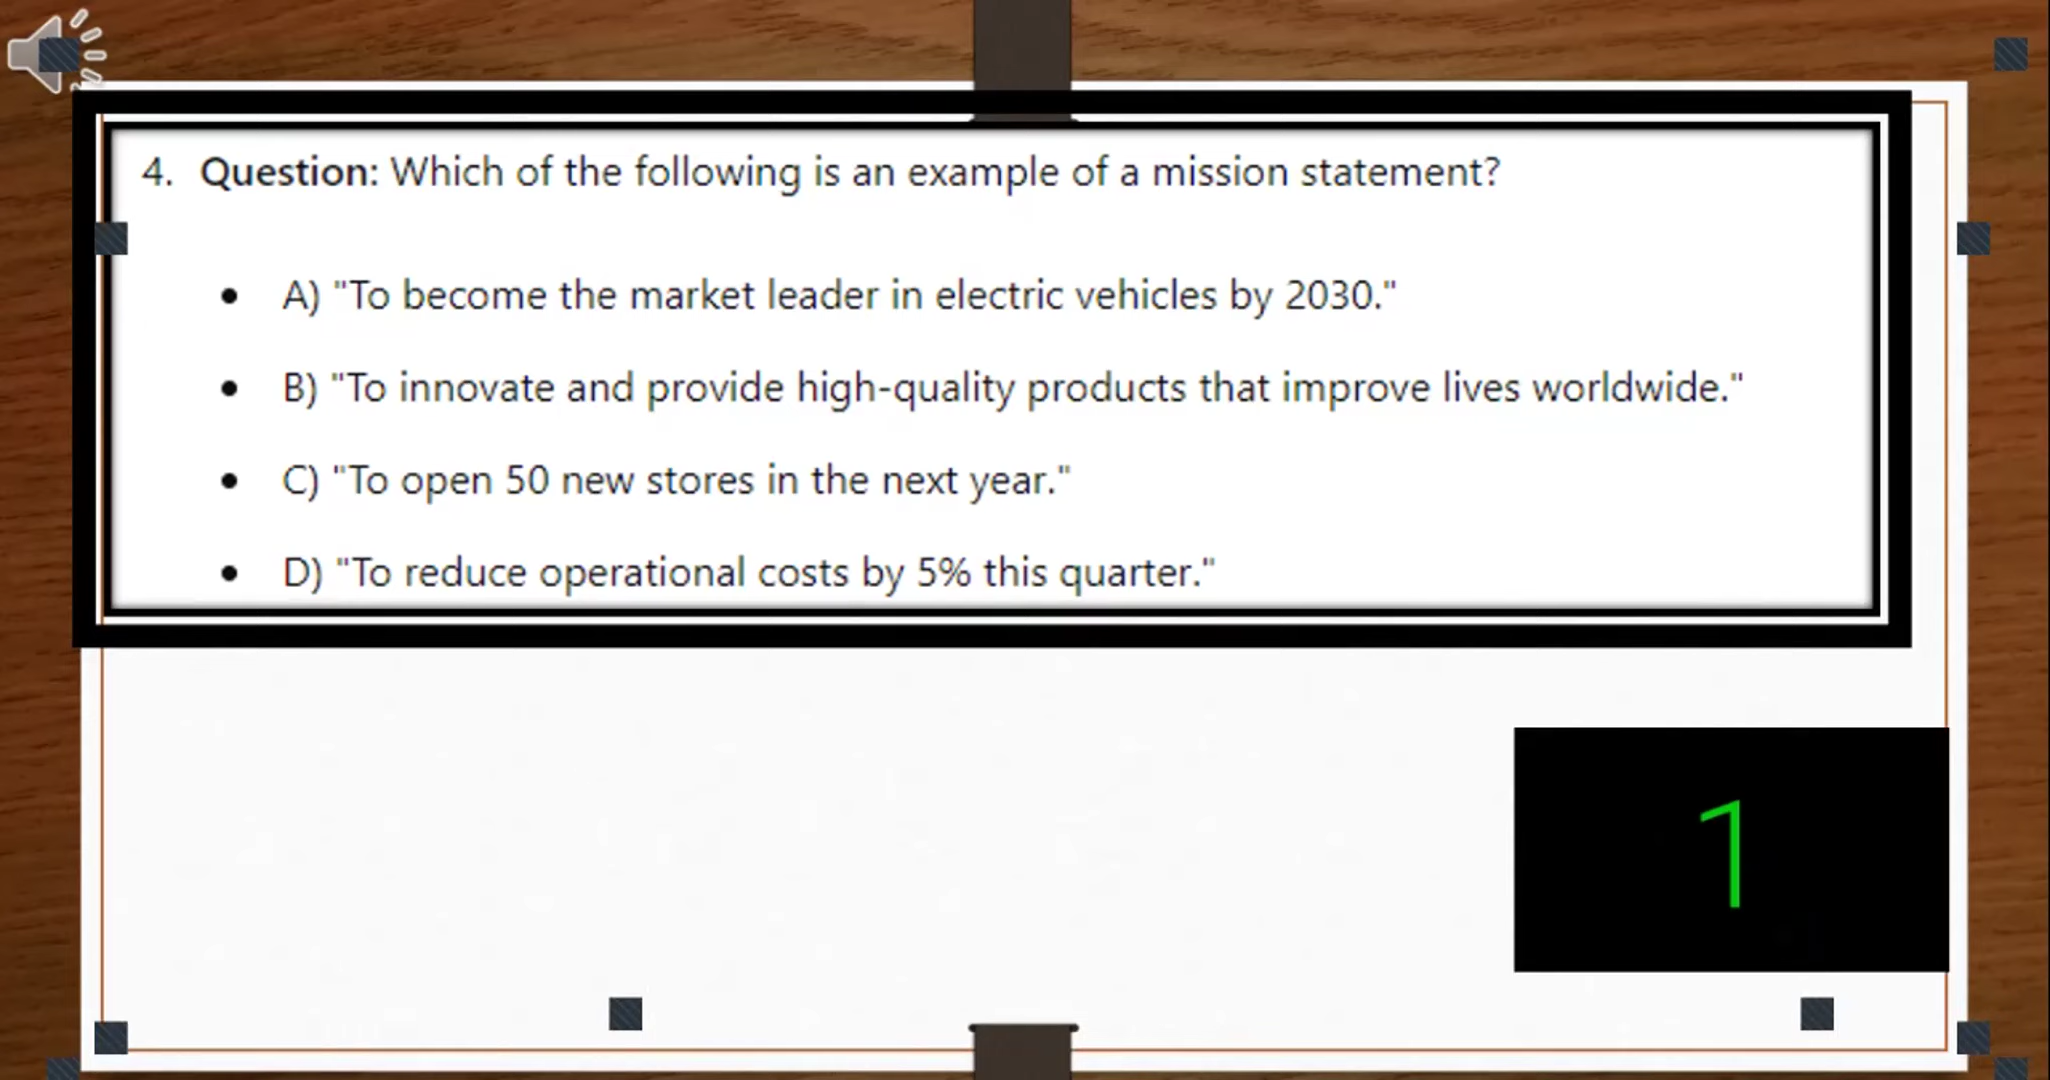 4. Question: Which of the following is an example of a mission statement?
• A) "To become the market leader in electric vehicles by 2030."
• B) "To innovate and provide high-quality products that improve lives worldwide."
• C) "To open 50 new stores in the next year."
• D) "To reduce operational costs by 5% this quarter."
1